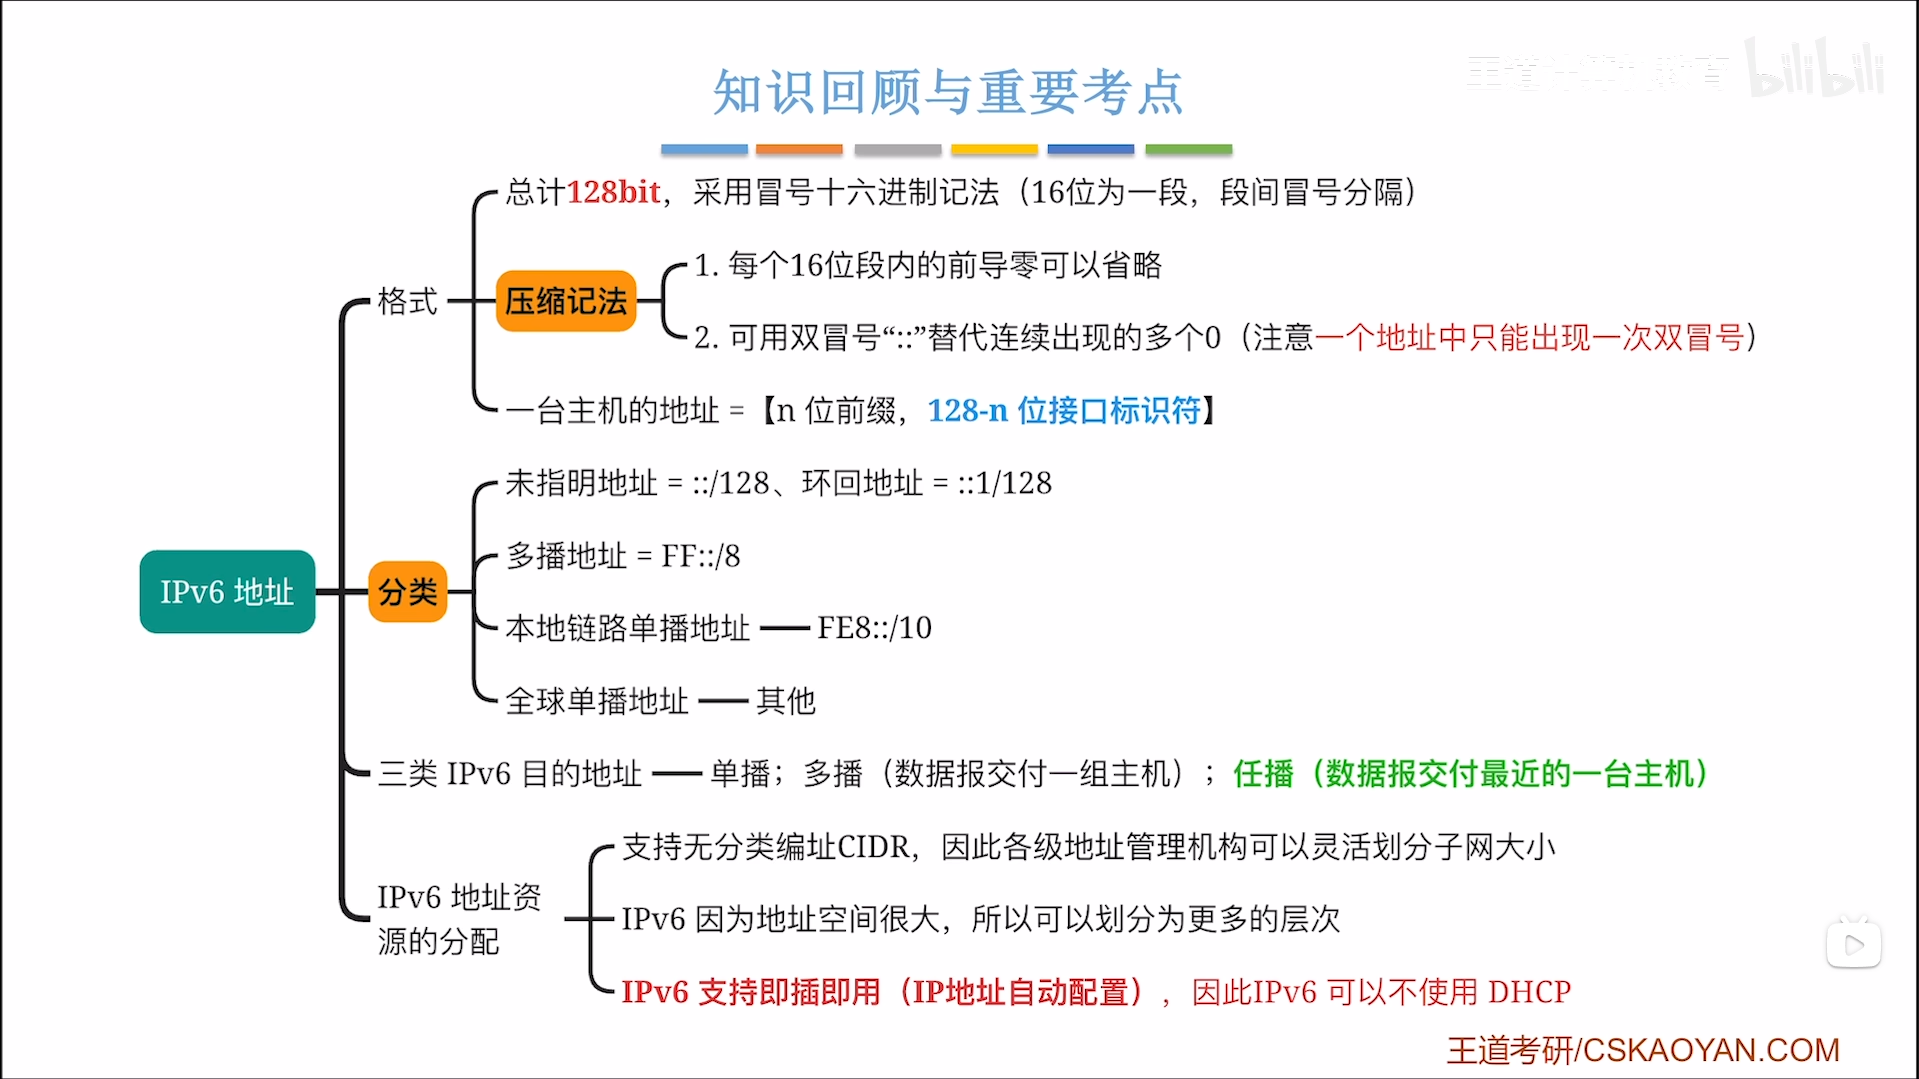 知识回顾与重要考点
bilibili
总计128bit，采用冒号十六进制记法（16位为一段，段间冒号分隔）
1. 每个16位段内的前导零可以省略
格式
压缩记法
2. 可用双冒号“::”替代连续出现的多个0（注意一个地址中只能出现一次双冒号）
一台主机的地址 =【n 位前缀，128-n 位接口标识符】
未指明地址 = ::/128、环回地址 = ::1/128
多播地址 = FF::/8
IPv6 地址
分类
本地链路单播地址
FE8::/10
全球单播地址
其他
三类 IPv6 目的地址
单播；多播（数据报交付一组主机）；任播（数据报交付最近的一台主机）
支持无分类编址CIDR，因此各级地址管理机构可以灵活划分子网大小
IPv6 地址资
源的分配
IPv6 因为地址空间很大，所以可以划分为更多的层次
IPv6 支持即插即用（IP地址自动配置），因此IPv6 可以不使用 DHCP
王道考研/CSKAOYAN.COM